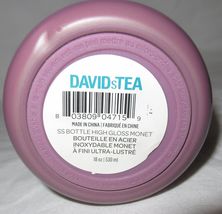 DAVIDsTEA
8 03809 04715 9
MADE IN CHINA | FABRIQUÉ EN CHINE
SS BOTTLE HIGH GLOSS MONET
BOUTEILLE EN ACIER
INOXYDABLE MONET
À FINI ULTRA-LUSTRÉ
18 oz | 530 ml